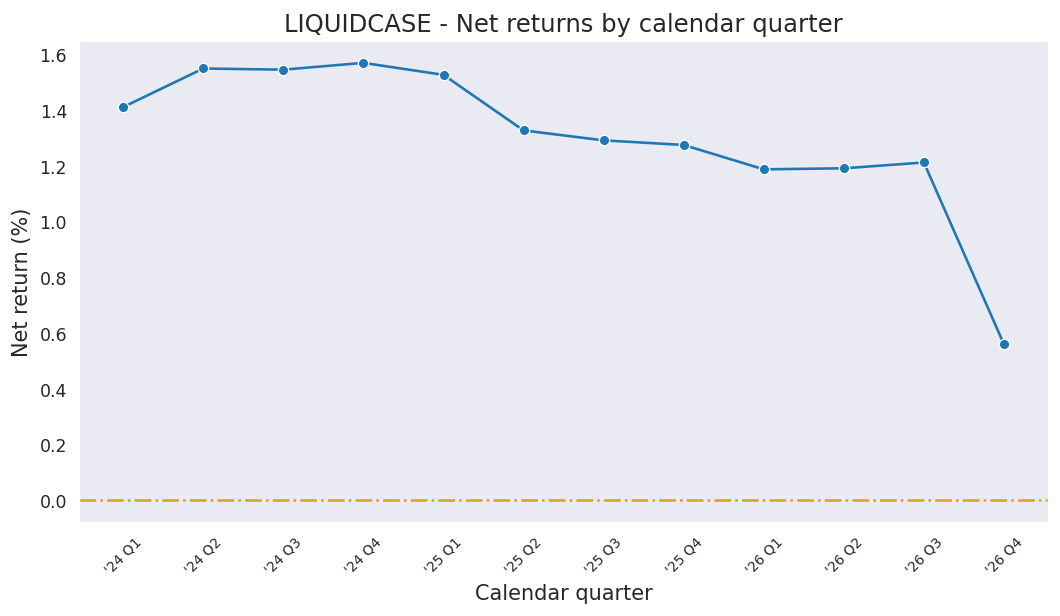 LIQUIDCASE - Net returns by calendar quarter
Net return (%)
1.6
1.4
1.2
1.0
0.8
0.6
0.4
0.2
0.0
'24 Q1
'24 Q2
'24 Q3
'24 Q4
'25 Q1
'25 Q2
'25 Q3
'25 Q4
'26 Q1
'26 Q2
'26 Q3
'26 Q4
Calendar quarter